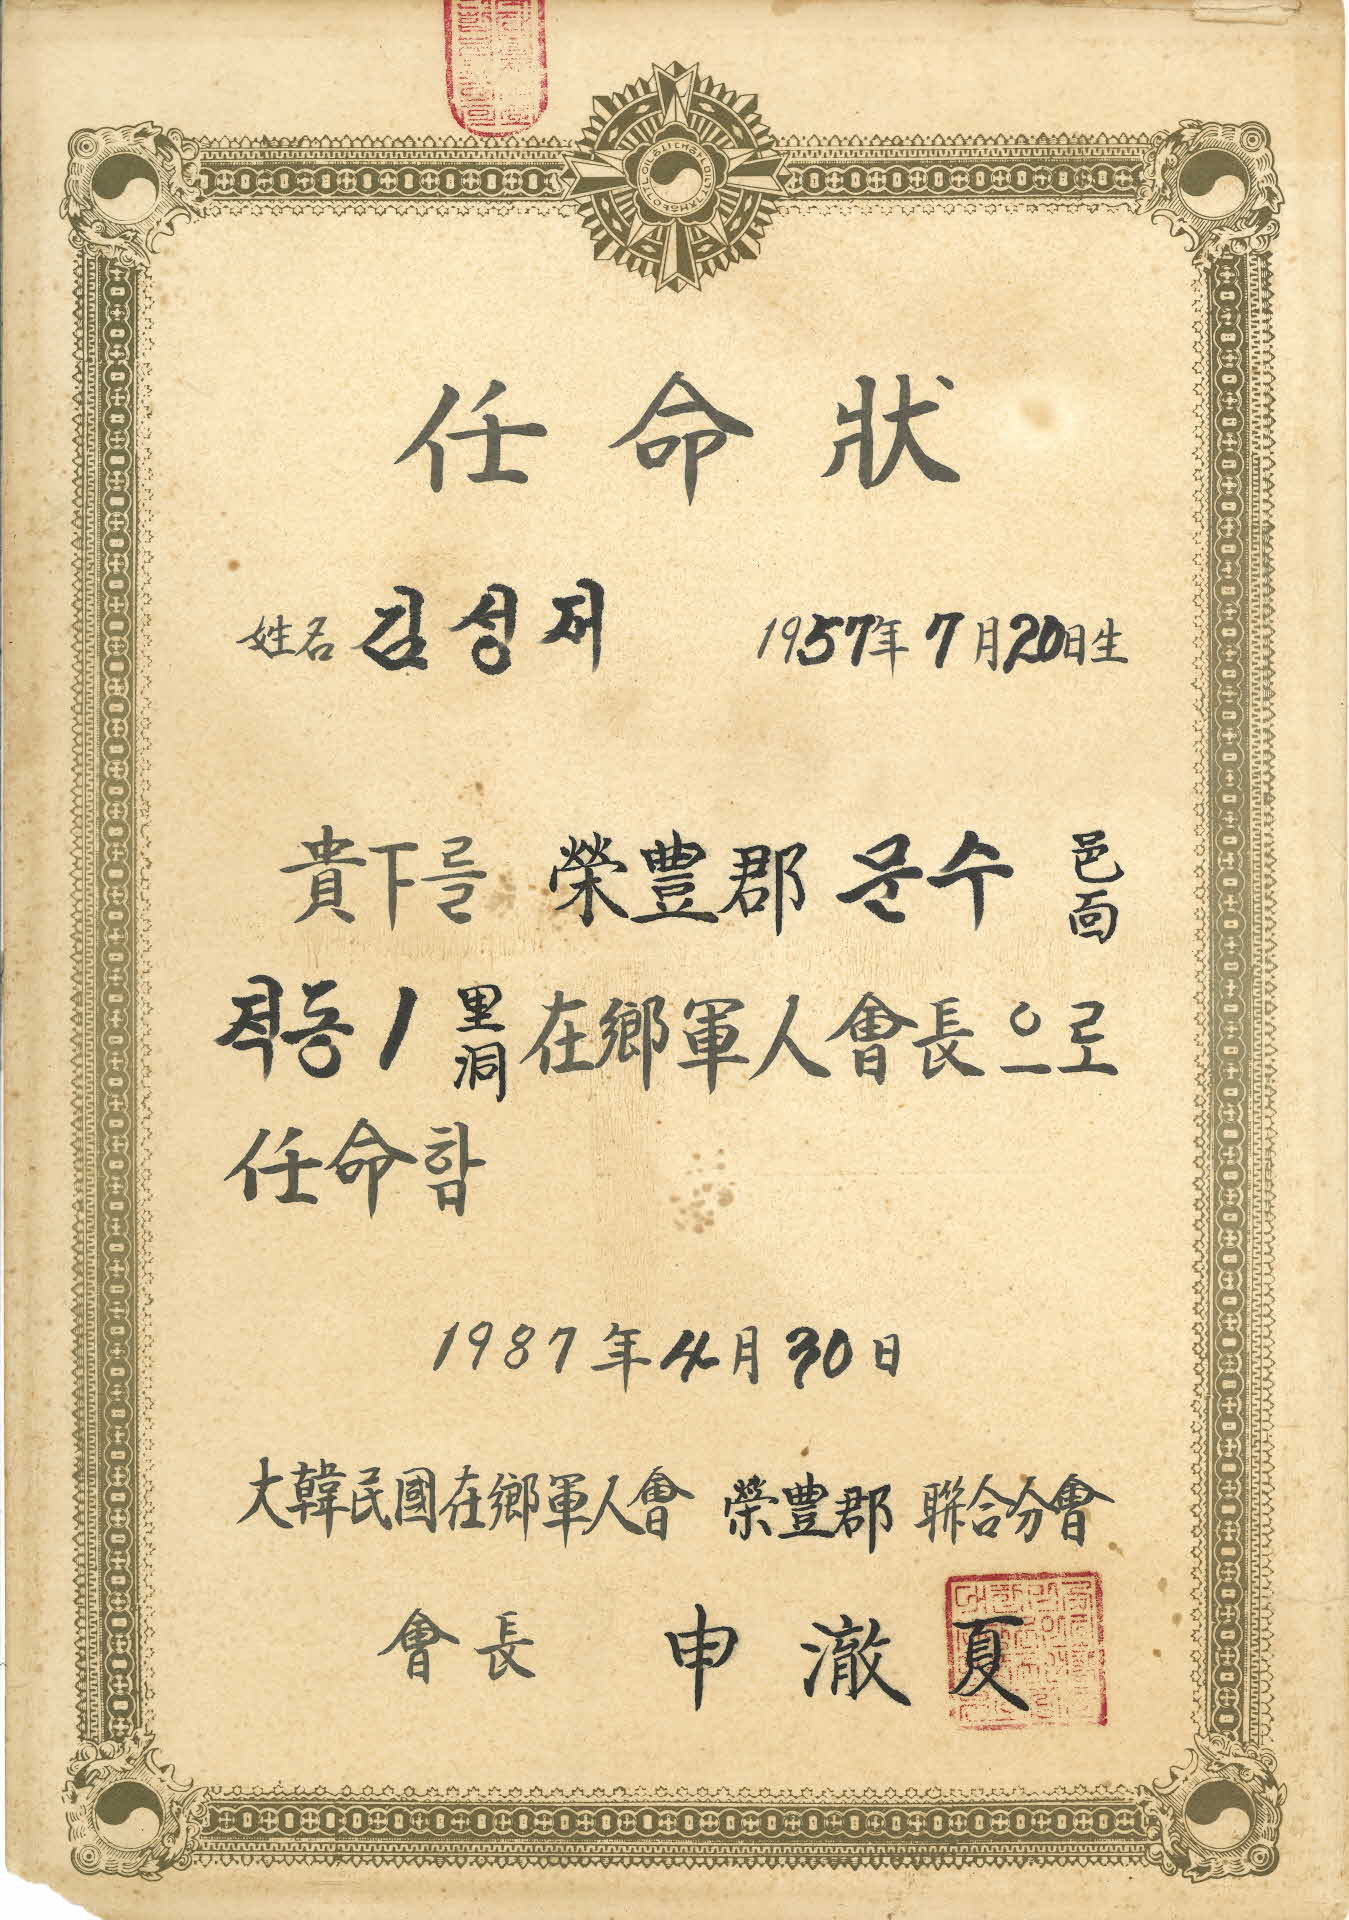 任命狀
姓名 김성저 1957年 7月20日生
貴下를 榮豊郡 문수 邑面
적동 1 里洞 在鄕軍人會長으로
任命함
1987年 4月 30日
大韓民國在鄕軍人會 榮豊郡 聯合分會
會長 申澈夏